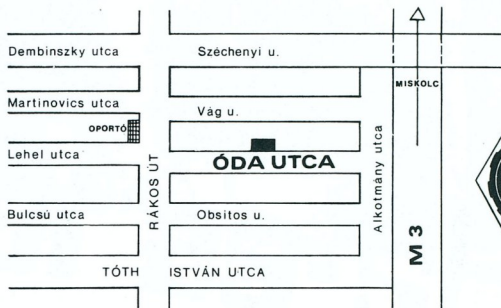 Dembinszky utca
Széchenyi u.
MISKOLC
Martinovics utca
Vág u.
OPORTÓ
Lehel utca
ÓDA UTCA
RÁKOS ÚT
Alkotmány utca
Bulcsú utca
Obsitos u.
M 3
TÓTH ISTVÁN UTCA